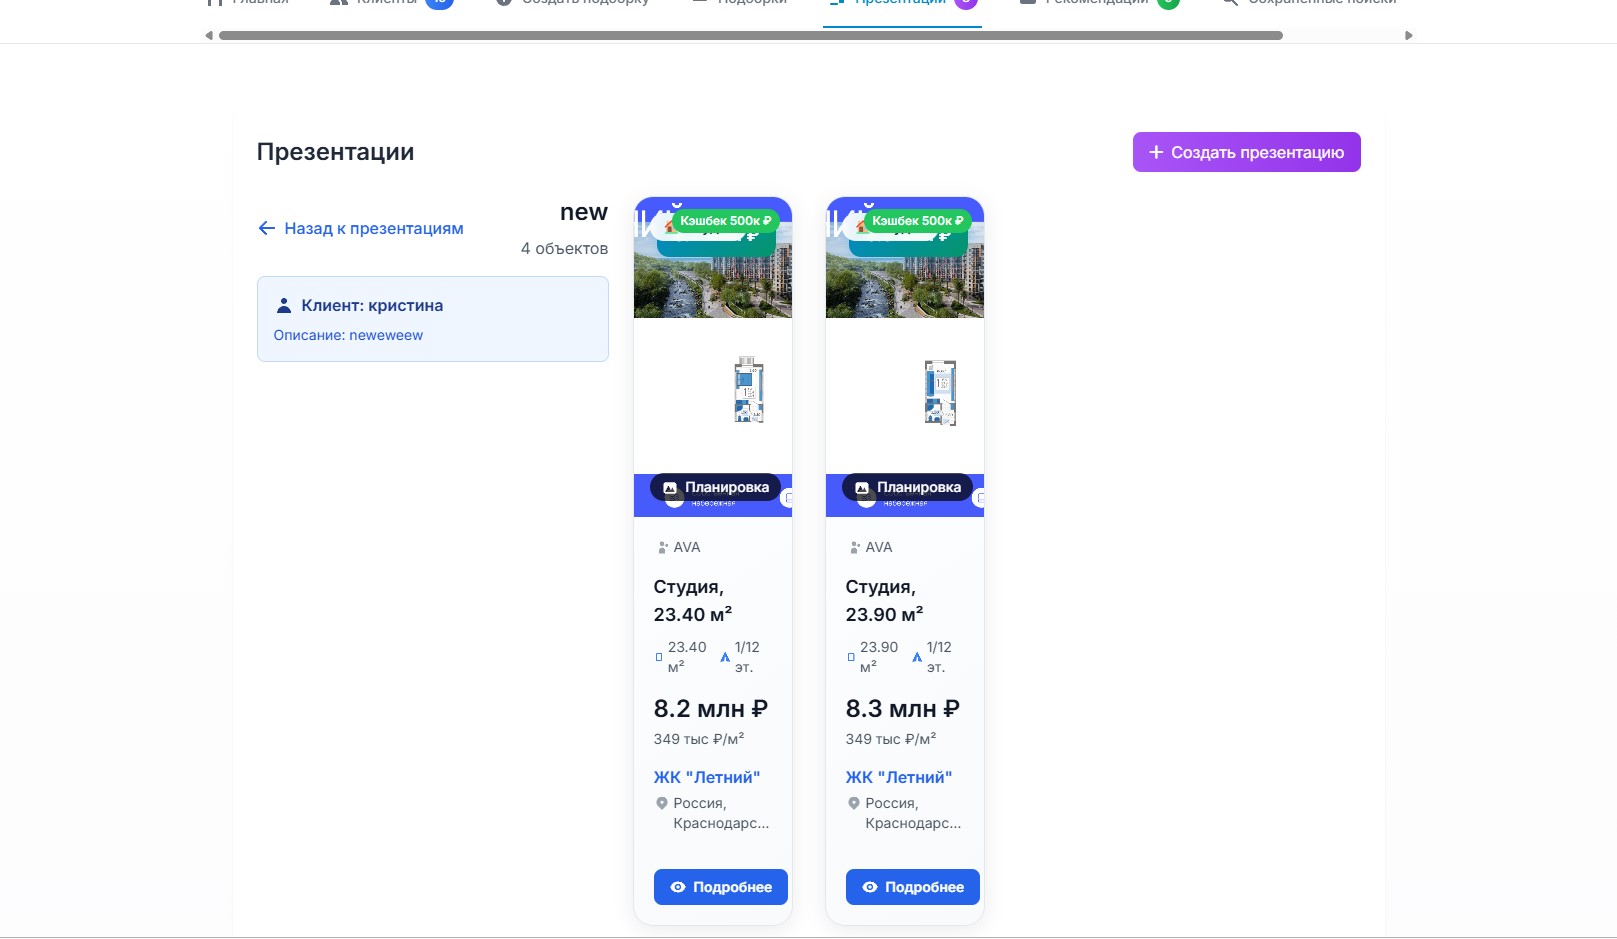 Главная
Клиенты
Создать подборку
Подборки
Презентации
Рекомендации
Сохраненные поиски
Презентации
+ Создать презентацию
← Назад к презентациям
new
4 объектов
Клиент: кристина
Описание: neweweew
Кэшбек 500к ₽
Планировка
набережная
AVA
Студия,
23.40 м²
23.40
м²
1/12
эт.
8.2 млн ₽
349 тыс ₽/м²
ЖК "Летний"
Россия,
Краснодарс...
Подробнее
Кэшбек 500к ₽
Планировка
набережная
AVA
Студия,
23.90 м²
23.90
м²
1/12
эт.
8.3 млн ₽
349 тыс ₽/м²
ЖК "Летний"
Россия,
Краснодарс...
Подробнее